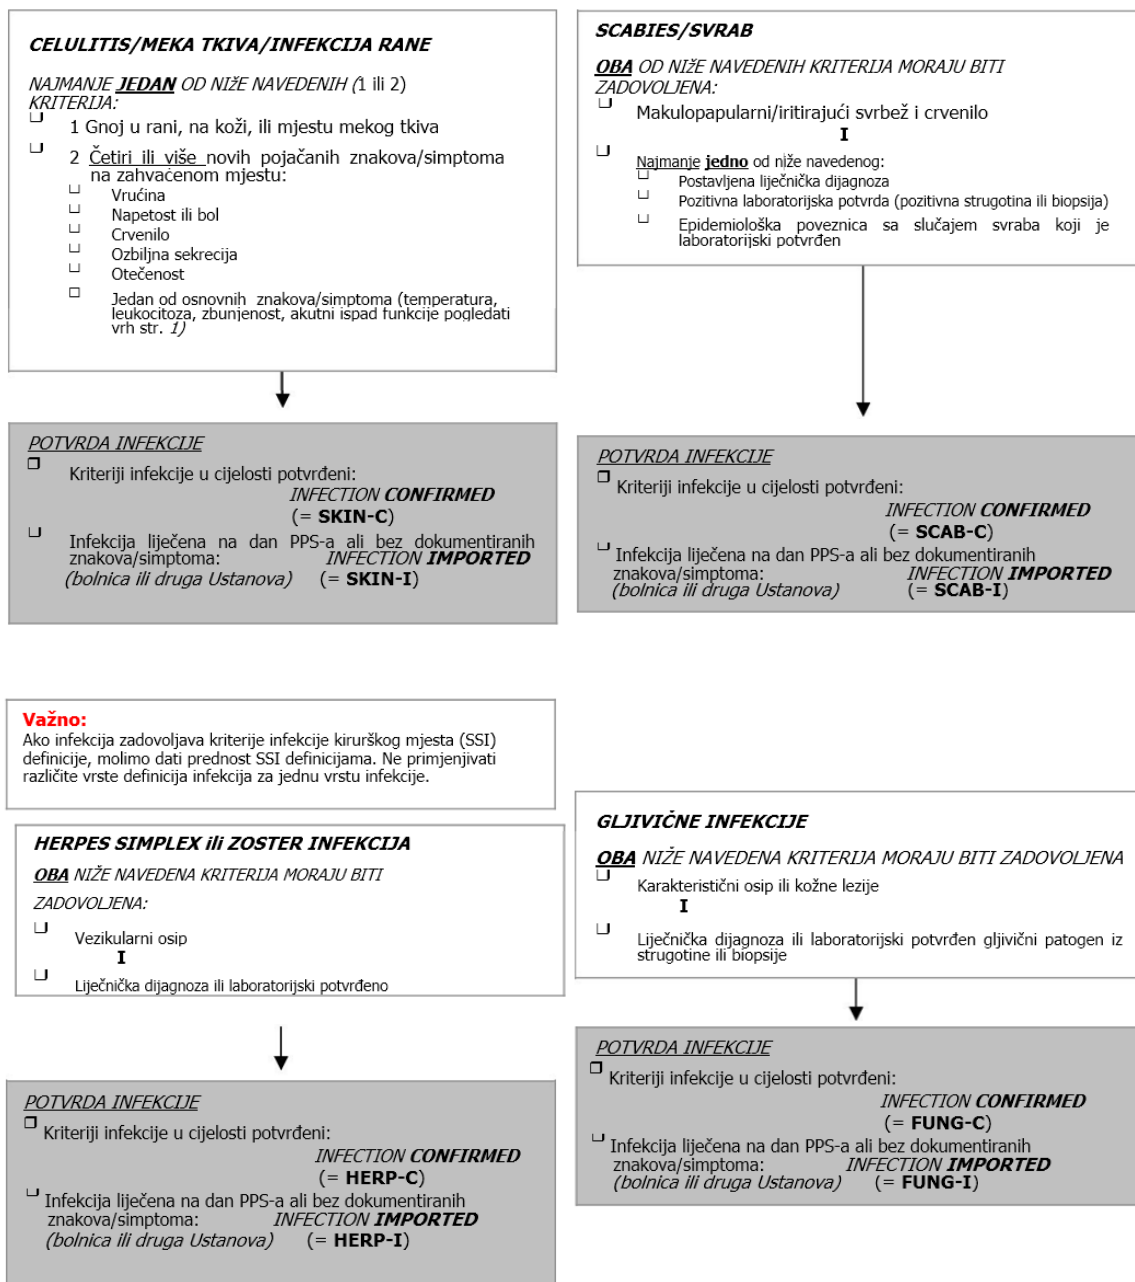 CELULITIS/MEKA TKIVA/INFEKCIJA RANE
NAJMANJE JEDAN OD NIŽE NAVEDENIH (1 ili 2)
KRITERIJA:
1 Gnoj u rani, na koži, ili mjestu mekog tkiva
2 Četiri ili više novih pojačanih znakova/simptoma
na zahvaćenom mjestu:
Vrućina
Napetost ili bol
Crvenilo
Ozbiljna sekrecija
Otečenost
Jedan od osnovnih znakova/simptoma (temperatura,
leukocitoza, zbunjenost, akutni ispad funkcije pogledati
vrh str. 1)
POTVRDA INFEKCIJE
Kriteriji infekcije u cijelosti potvrđeni:
INFECTION CONFIRMED
(= SKIN-C)
Infekcija liječena na dan PPS-a ali bez dokumentiranih
znakova/simptoma: INFECTION IMPORTED
(bolnica ili druga Ustanova) (= SKIN-I)
SCABIES/SVRAB
OBA OD NIŽE NAVEDENIH KRITERIJA MORAJU BITI
ZADOVOLJENA:
Makulopapularni/iritirajući svrbež i crvenilo
I
Najmanje jedno od niže navedenog:
Postavljena liječnička dijagnoza
Pozitivna laboratorijska potvrda (pozitivna strugotina ili biopsija)
Epidemiološka poveznica sa slučajem svraba koji je
laboratorijski potvrđen
POTVRDA INFEKCIJE
Kriteriji infekcije u cijelosti potvrđeni:
INFECTION CONFIRMED
(= SCAB-C)
Infekcija liječena na dan PPS-a ali bez dokumentiranih
znakova/simptoma: INFECTION IMPORTED
(bolnica ili druga Ustanova) (= SCAB-I)
Važno:
Ako infekcija zadovoljava kriterije infekcije kirurškog mjesta (SSI)
definicije, molimo dati prednost SSI definicijama. Ne primjenjivati
različite vrste definicija infekcija za jednu vrstu infekcije.
HERPES SIMPLEX ili ZOSTER INFEKCIJA
OBA NIŽE NAVEDENA KRITERIJA MORAJU BITI
ZADOVOLJENA:
Vezikularni osip
I
Liječnička dijagnoza ili laboratorijski potvrđeno
POTVRDA INFEKCIJE
Kriteriji infekcije u cijelosti potvrđeni:
INFECTION CONFIRMED
(= HERP-C)
Infekcija liječena na dan PPS-a ali bez dokumentiranih
znakova/simptoma: INFECTION IMPORTED
(bolnica ili druga Ustanova) (= HERP-I)
GLJIVIČNE INFEKCIJE
OBA NIŽE NAVEDENA KRITERIJA MORAJU BITI ZADOVOLJENA
Karakteristični osip ili kožne lezije
I
Liječnička dijagnoza ili laboratorijski potvrđen gljivični patogen iz
strugotine ili biopsije
POTVRDA INFEKCIJE
Kriteriji infekcije u cijelosti potvrđeni:
INFECTION CONFIRMED
(= FUNG-C)
Infekcija liječena na dan PPS-a ali bez dokumentiranih
znakova/simptoma: INFECTION IMPORTED
(bolnica ili druga Ustanova) (= FUNG-I)